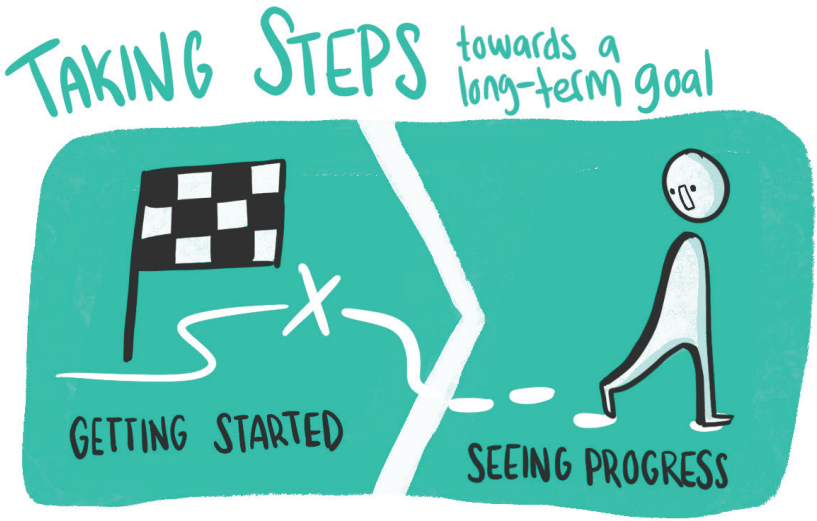 TAKING STEPS towards a
long-term goal
GETTING STARTED
SEEING PROGRESS